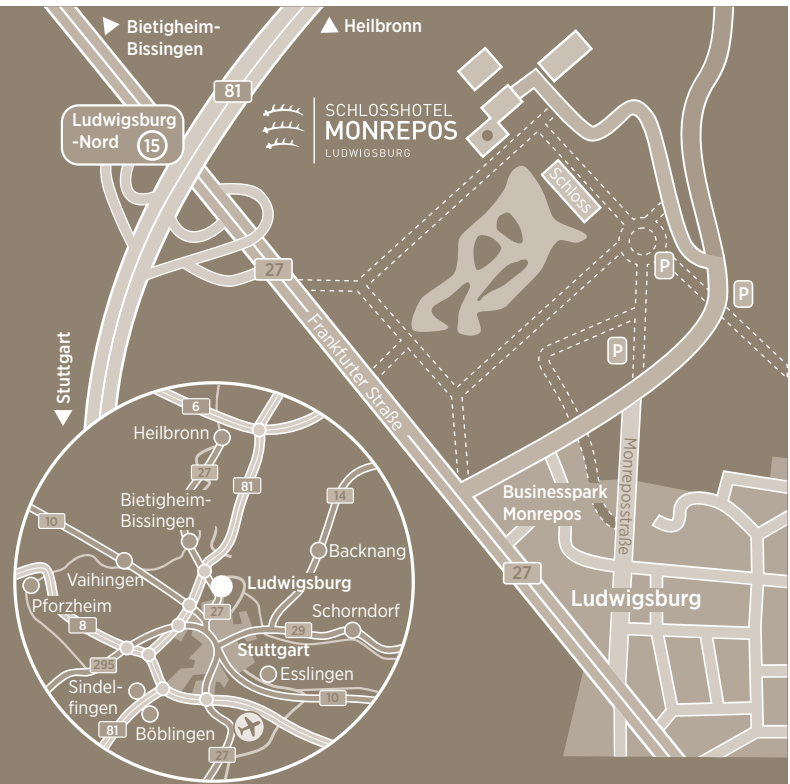 Bietigheim-
Bissingen
Heilbronn
81
Ludwigsburg
-Nord 15
SCHLOSSHOTEL
MONREPOS
LUDWIGSBURG
Schloss
27
P
P
P
Frankfurter Straße
Stuttgart
Monreposstraße
Businesspark
Monrepos
27
Ludwigsburg
6
Heilbronn
27
81
14
Bietigheim-
Bissingen
10
Backnang
Vaihingen
Ludwigsburg
Pforzheim
27
Schorndorf
8
29
Stuttgart
295
Esslingen
Sindel-
fingen
10
81
Böblingen
27